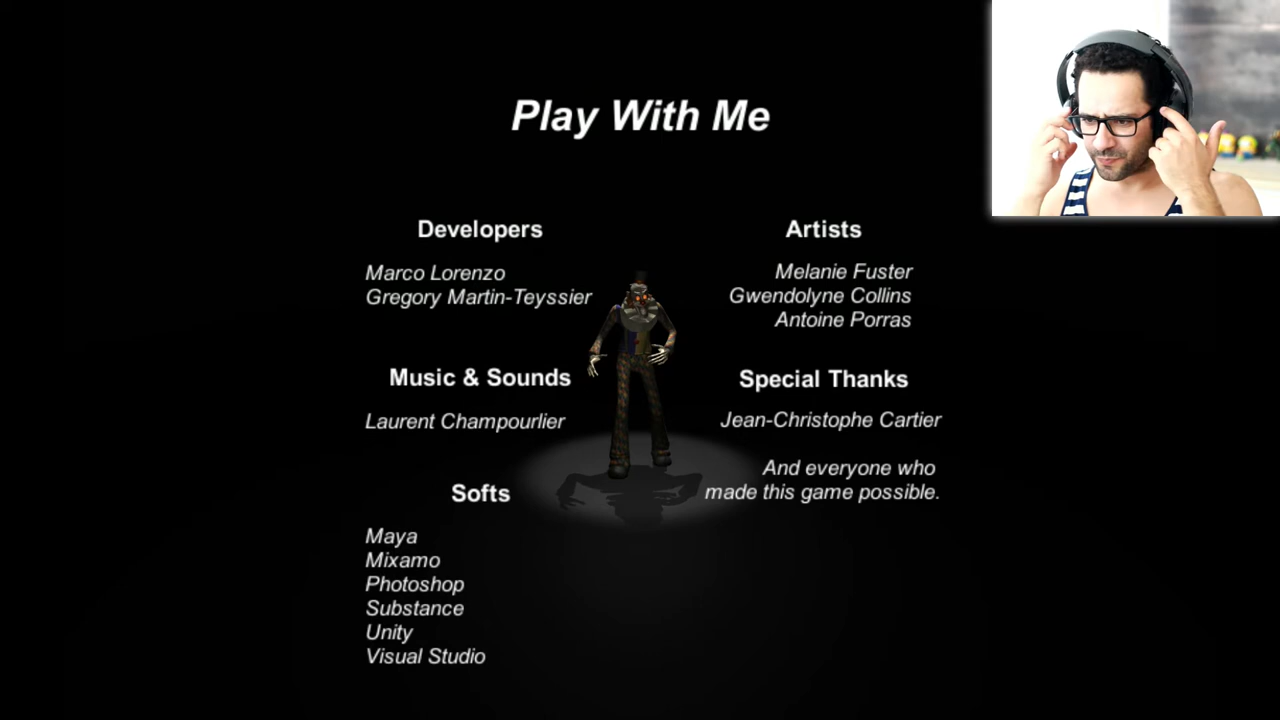 Play With Me
Developers
Marco Lorenzo
Gregory Martin-Teyssier
Artists
Melanie Fuster
Gwendolyne Collins
Antoine Porras
Music & Sounds
Laurent Champourlier
Special Thanks
Jean-Christophe Cartier
And everyone who
made this game possible.
Softs
Maya
Mixamo
Photoshop
Substance
Unity
Visual Studio